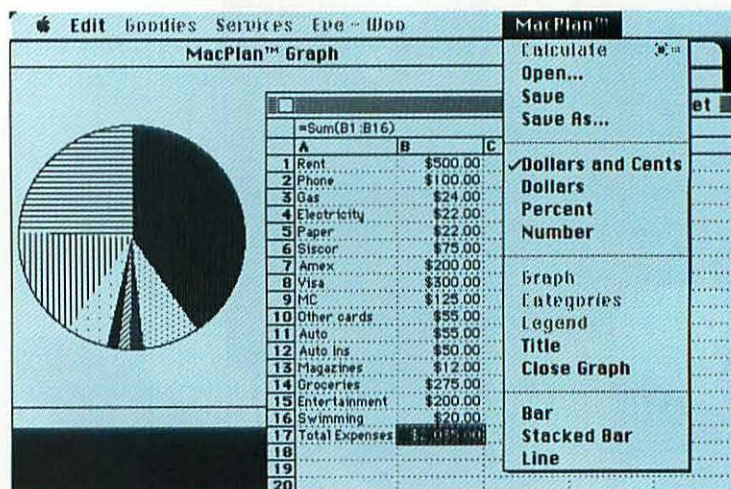 Edit Goodies Services Eve-Woo MacPlan™
MacPlan™ Graph
et
=Sum(B1:B16)
A B C
1 Rent $500.00
2 Phone $100.00
3 Gas $24.00
4 Electricity $22.00
5 Paper $22.00
6 Siscor $75.00
7 Amex $200.00
8 Visa $300.00
9 MC $125.00
10 Other cards $55.00
11 Auto $55.00
12 Auto Ins $50.00
13 Magazines $12.00
14 Groceries $275.00
15 Entertainment $200.00
16 Swimming $20.00
17 Total Expenses
18
19
20
Calculate
Open...
Save
Save As...
✓Dollars and Cents
Dollars
Percent
Number
Graph
Categories
Legend
Title
Close Graph
Bar
Stacked Bar
Line